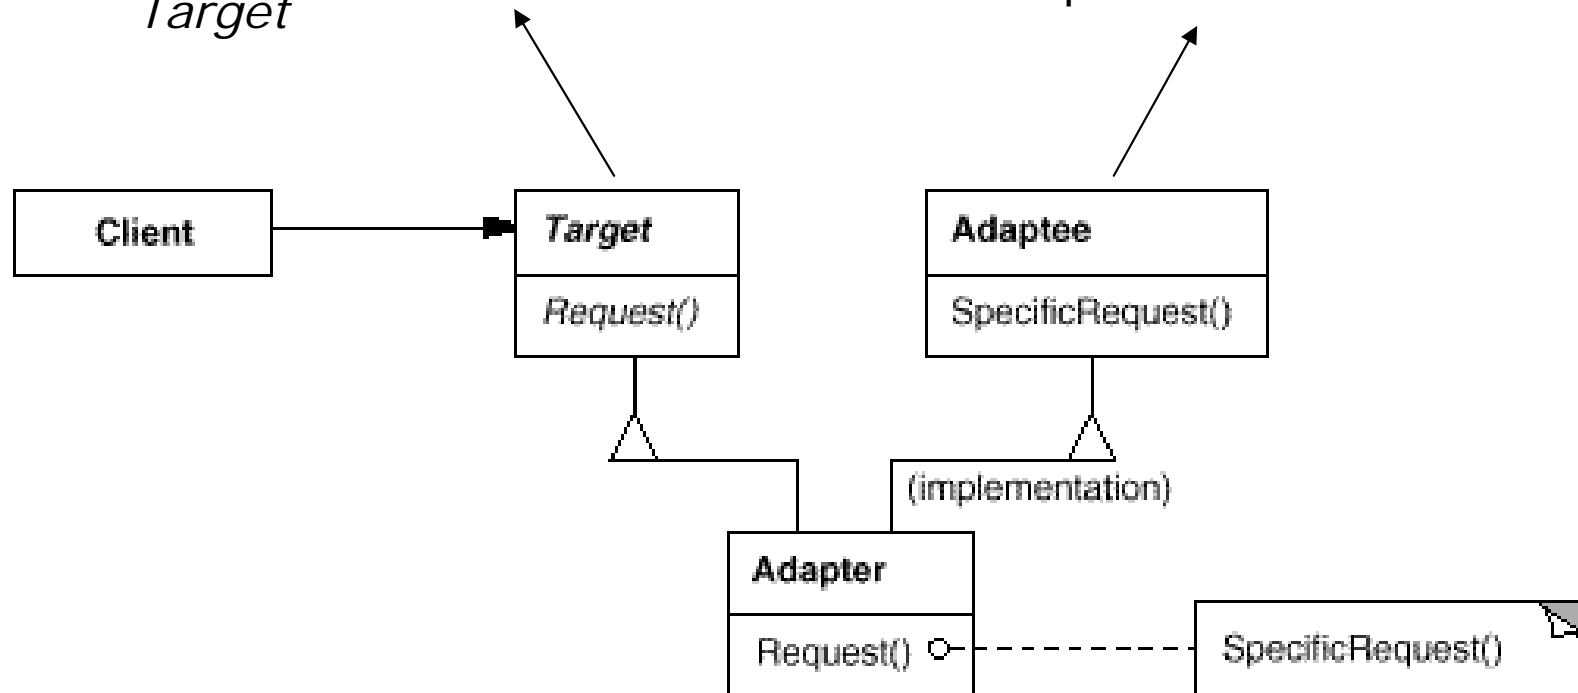 Target
Client
Target
Adaptee
Request()
SpecificRequest()
(implementation)
Adapter
Request()
SpecificRequest()